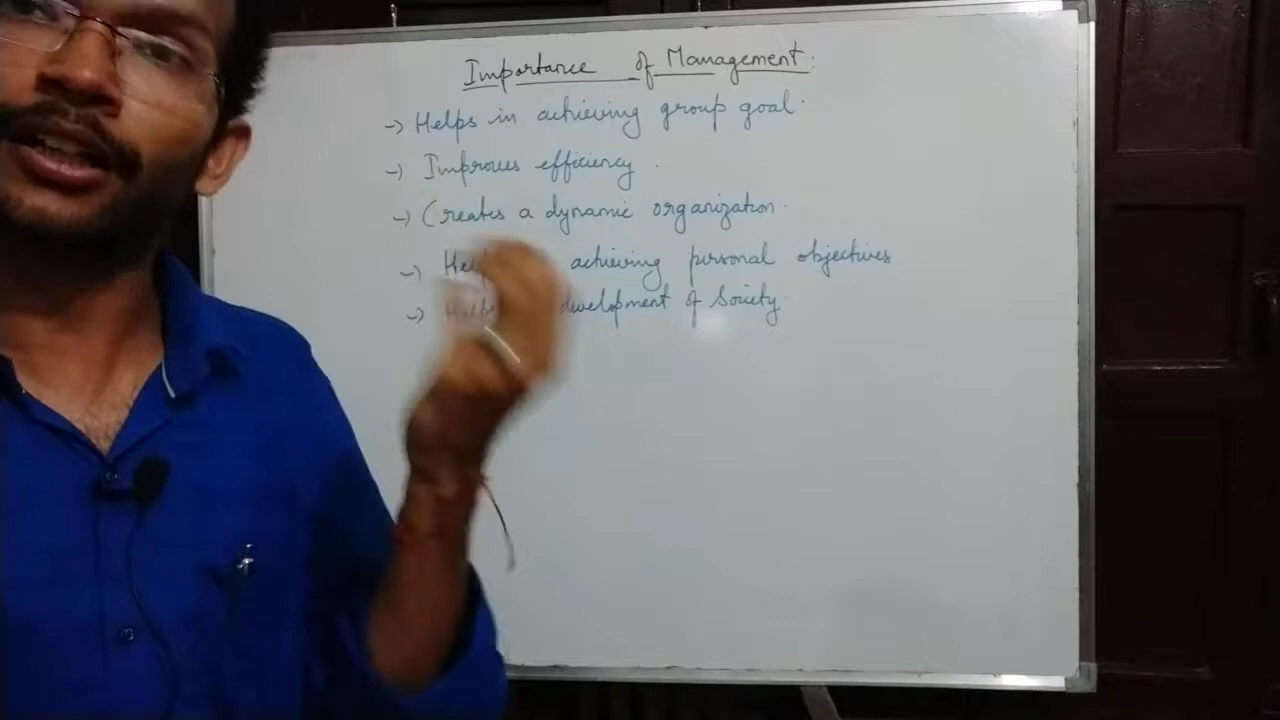 Importance of Management:
-> Helps in achieving group goal.
-> Improves efficiency.
-> Creates a dynamic organization.
-> achieving personal objectives
-> development of Society.